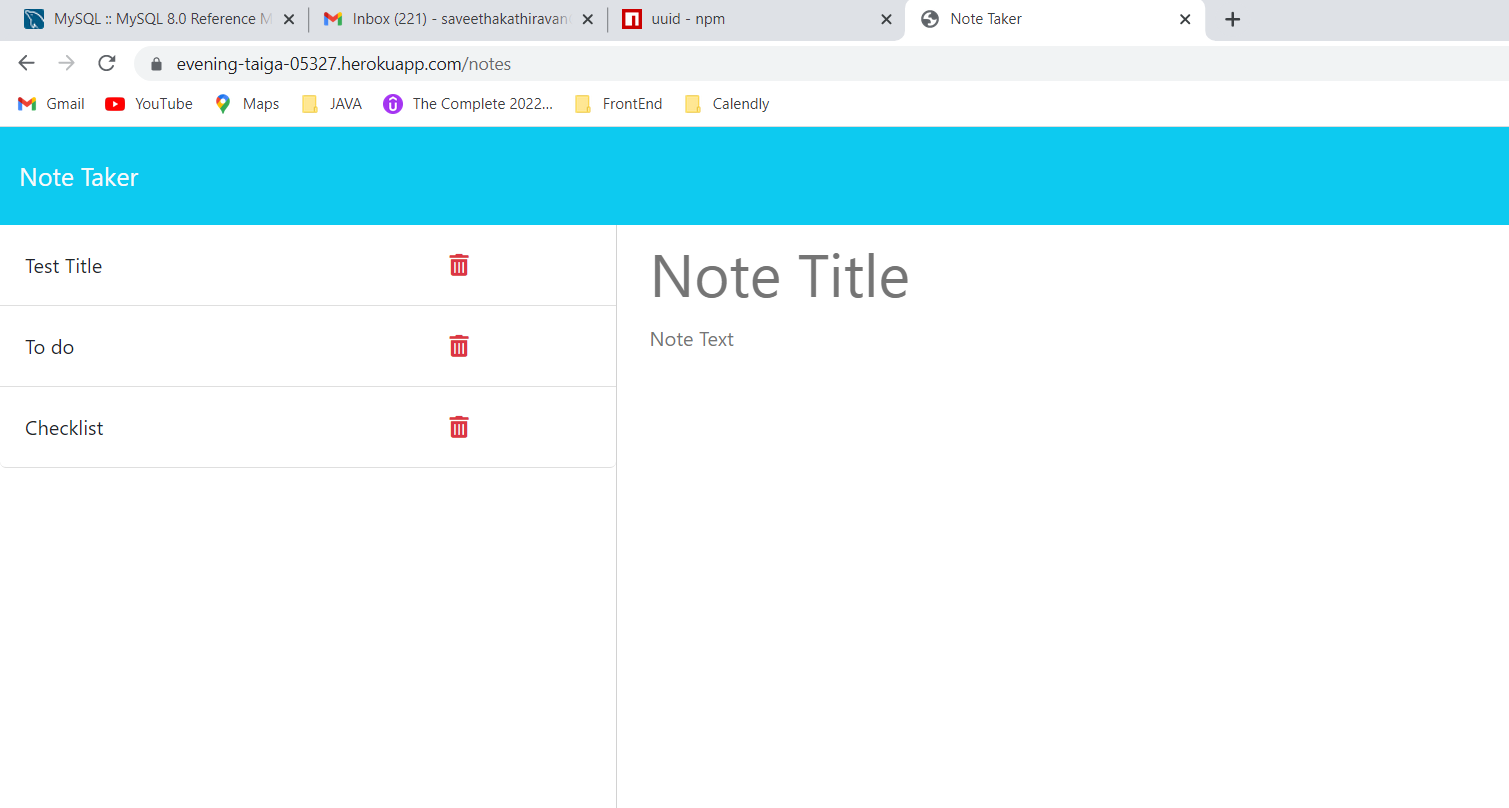 MySQL :: MySQL 8.0 Reference M
Inbox (221) - saveethakathiravan
uuid - npm
Note Taker
evening-taiga-05327.herokuapp.com/notes
Gmail YouTube Maps JAVA The Complete 2022... FrontEnd Calendly
Note Taker
Test Title
To do
Checklist
Note Title
Note Text